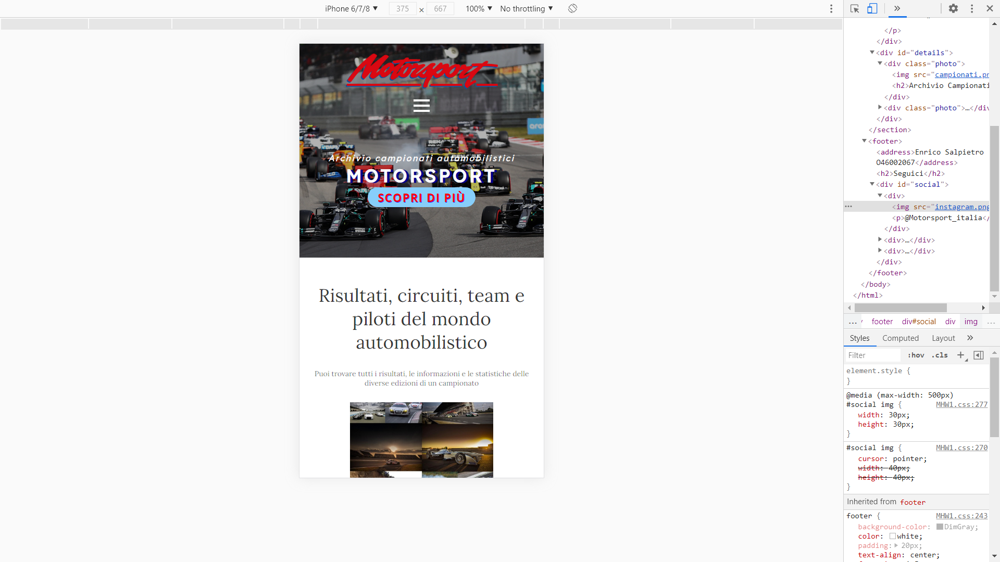 iPhone 6/7/8 ▼ 375 × 667 100% ▼ No throttling ▼
Motorsport
Archivio campionati automobilistici
MOTORSPORT
SCOPRI DI PIÙ
Risultati, circuiti, team e
piloti del mondo
automobilistico
Puoi trovare tutti i risultati, le informazioni e le statistiche delle
diverse edizioni di un campionato
</p>
</div>
▼<div id="details">
▼<div class="photo">
<img src="campionati.pn
<h2>Archivio Campionati
</div>
▶<div class="photo">…</div
</div>
</section>
▼<footer>
<address>Enrico Salpietro
O46002067</address>
<h2>Seguici</h2>
▼<div id="social">
▼<div>
<img src="instagram.png
<p>@Motorsport_italia</
</div>
▶<div>…</div>
▶<div>…</div>
</div>
</footer>
</body>
</html>
… footer div#social div img …
Styles Computed Layout »
Filter :hov .cls +
element.style {
}
@media (max-width: 500px)
#social img { MHW1.css:277
width: 30px;
height: 30px;
}
#social img { MHW1.css:270
cursor: pointer;
width: 40px;
height: 40px;
}
Inherited from footer
footer { MHW1.css:243
background-color: DimGray;
color: white;
padding:▶ 20px;
text-align: center;